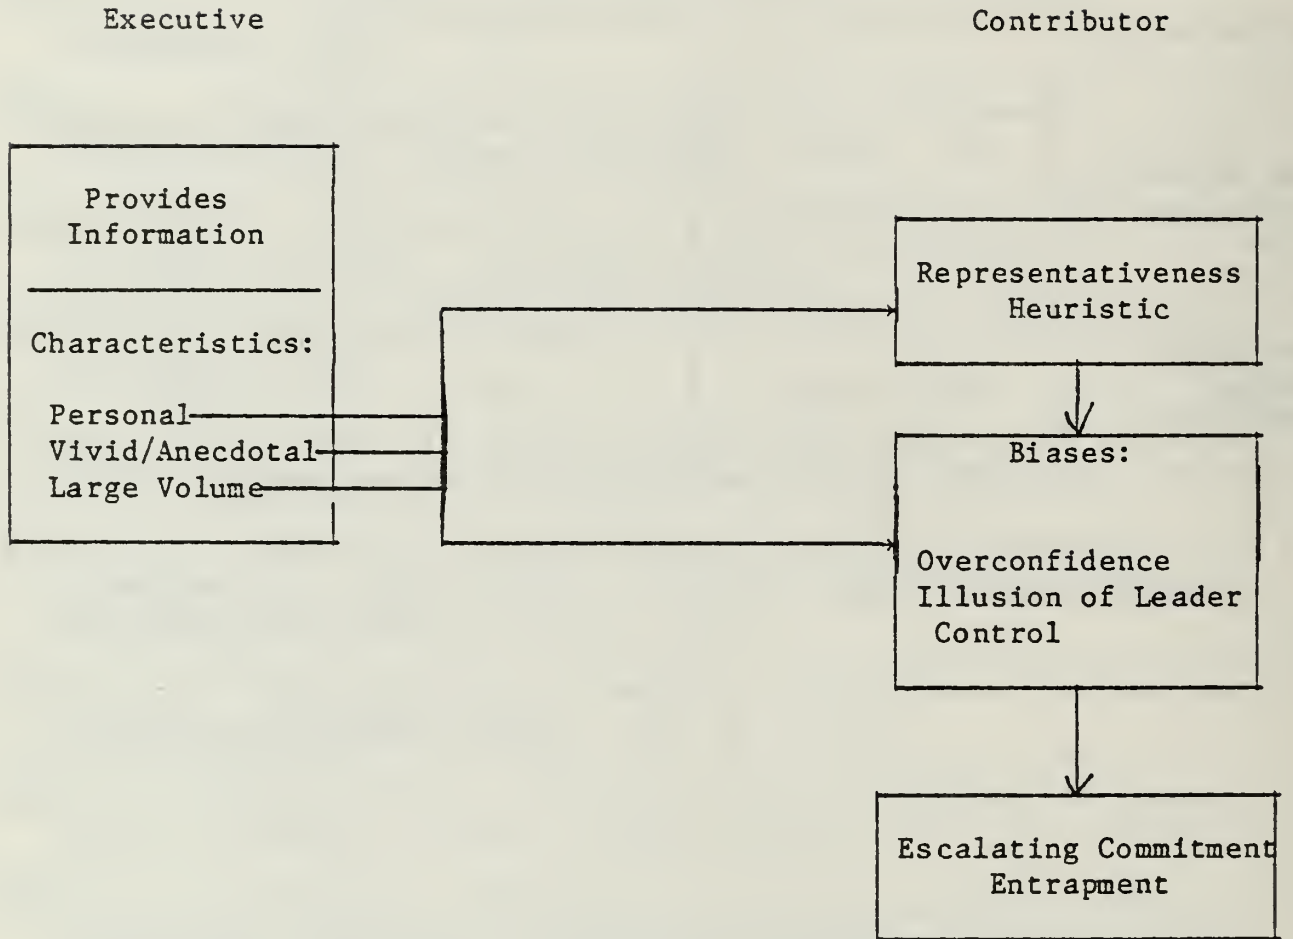 Executive
Contributor
Provides
Information
Characteristics:
Personal
Vivid/Anecdotal
Large Volume
Representativeness
Heuristic
Biases:
Overconfidence
Illusion of Leader
Control
Escalating Commitment
Entrapment